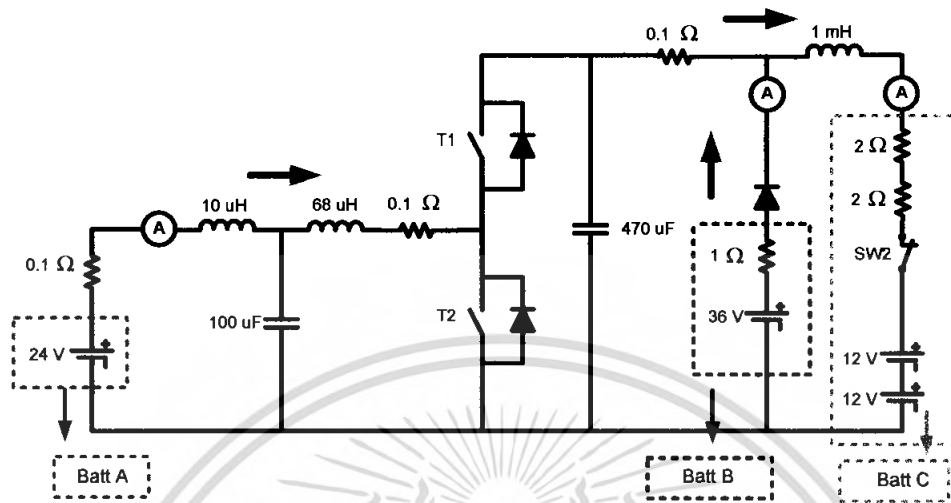 0.1 Ω
1 mH
A
A
2 Ω
2 Ω
SW2
12 V
12 V
T1
10 uH
68 uH
0.1 Ω
A
0.1 Ω
470 uF
1 Ω
36 V
T2
100 uF
24 V
Batt A
Batt B
Batt C